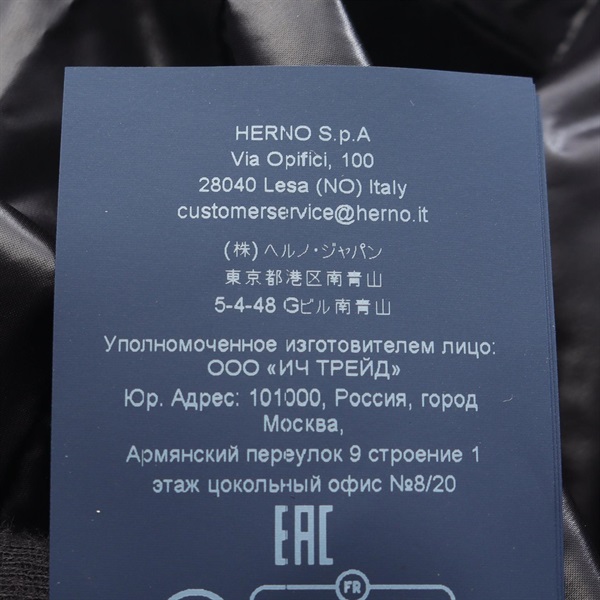 HERNO S.p.A
Via Opifici, 100
28040 Lesa (NO) Italy
customerservice@herno.it
(株)ヘルノ・ジャパン
東京都港区南青山
5-4-48 Gビル南青山
Уполномоченное изготовителем лицо:
ООО «ИЧ ТРЕЙД»
Юр. Адрес: 101000, Россия, город
Москва,
Армянский переулок 9 строение 1
этаж цокольный офис №8/20
EAC
FR